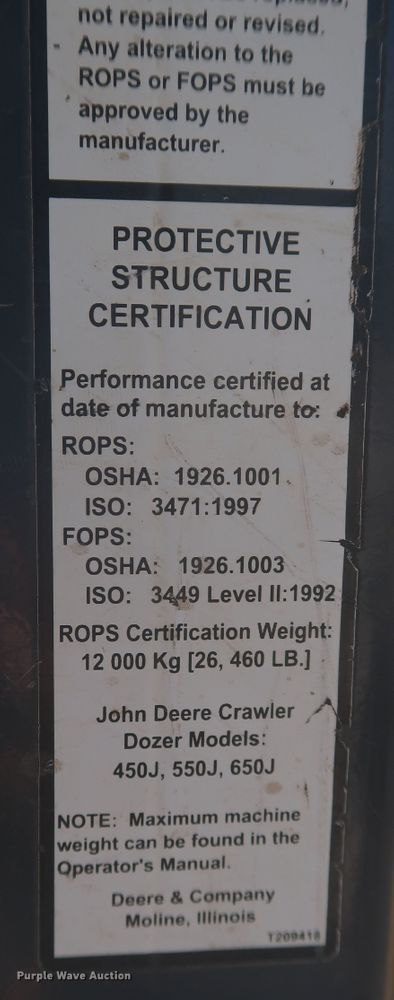 not repaired or revised.
- Any alteration to the
ROPS or FOPS must be
approved by the
manufacturer.
PROTECTIVE
STRUCTURE
CERTIFICATION
Performance certified at
date of manufacture to:
ROPS:
OSHA: 1926.1001
ISO: 3471:1997
FOPS:
OSHA: 1926.1003
ISO: 3449 Level II:1992
ROPS Certification Weight:
12 000 Kg [26, 460 LB.]
John Deere Crawler
Dozer Models:
450J, 550J, 650J
NOTE: Maximum machine
weight can be found in the
Operator's Manual.
Deere & Company
Moline, Illinois
T209418
Purple Wave Auction